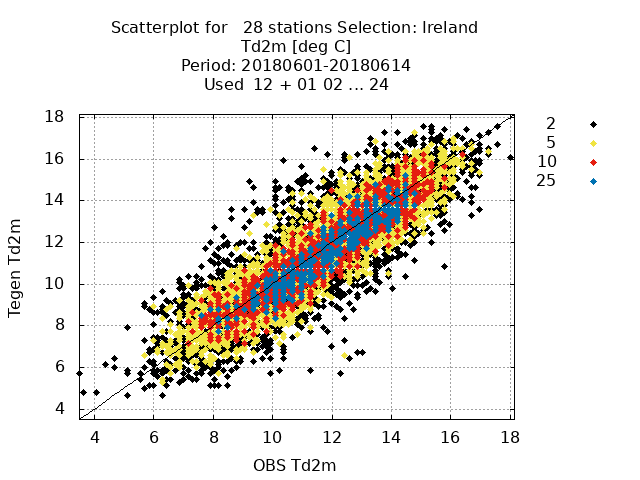 Scatterplot for   28 stations Selection: Ireland
Td2m [deg C]
Period: 20180601-20180614
Used  12 + 01 02 ... 24
2
5
10
25
18
16
14
12
10
8
6
4
Tegen Td2m
4 6 8 10 12 14 16 18
OBS Td2m